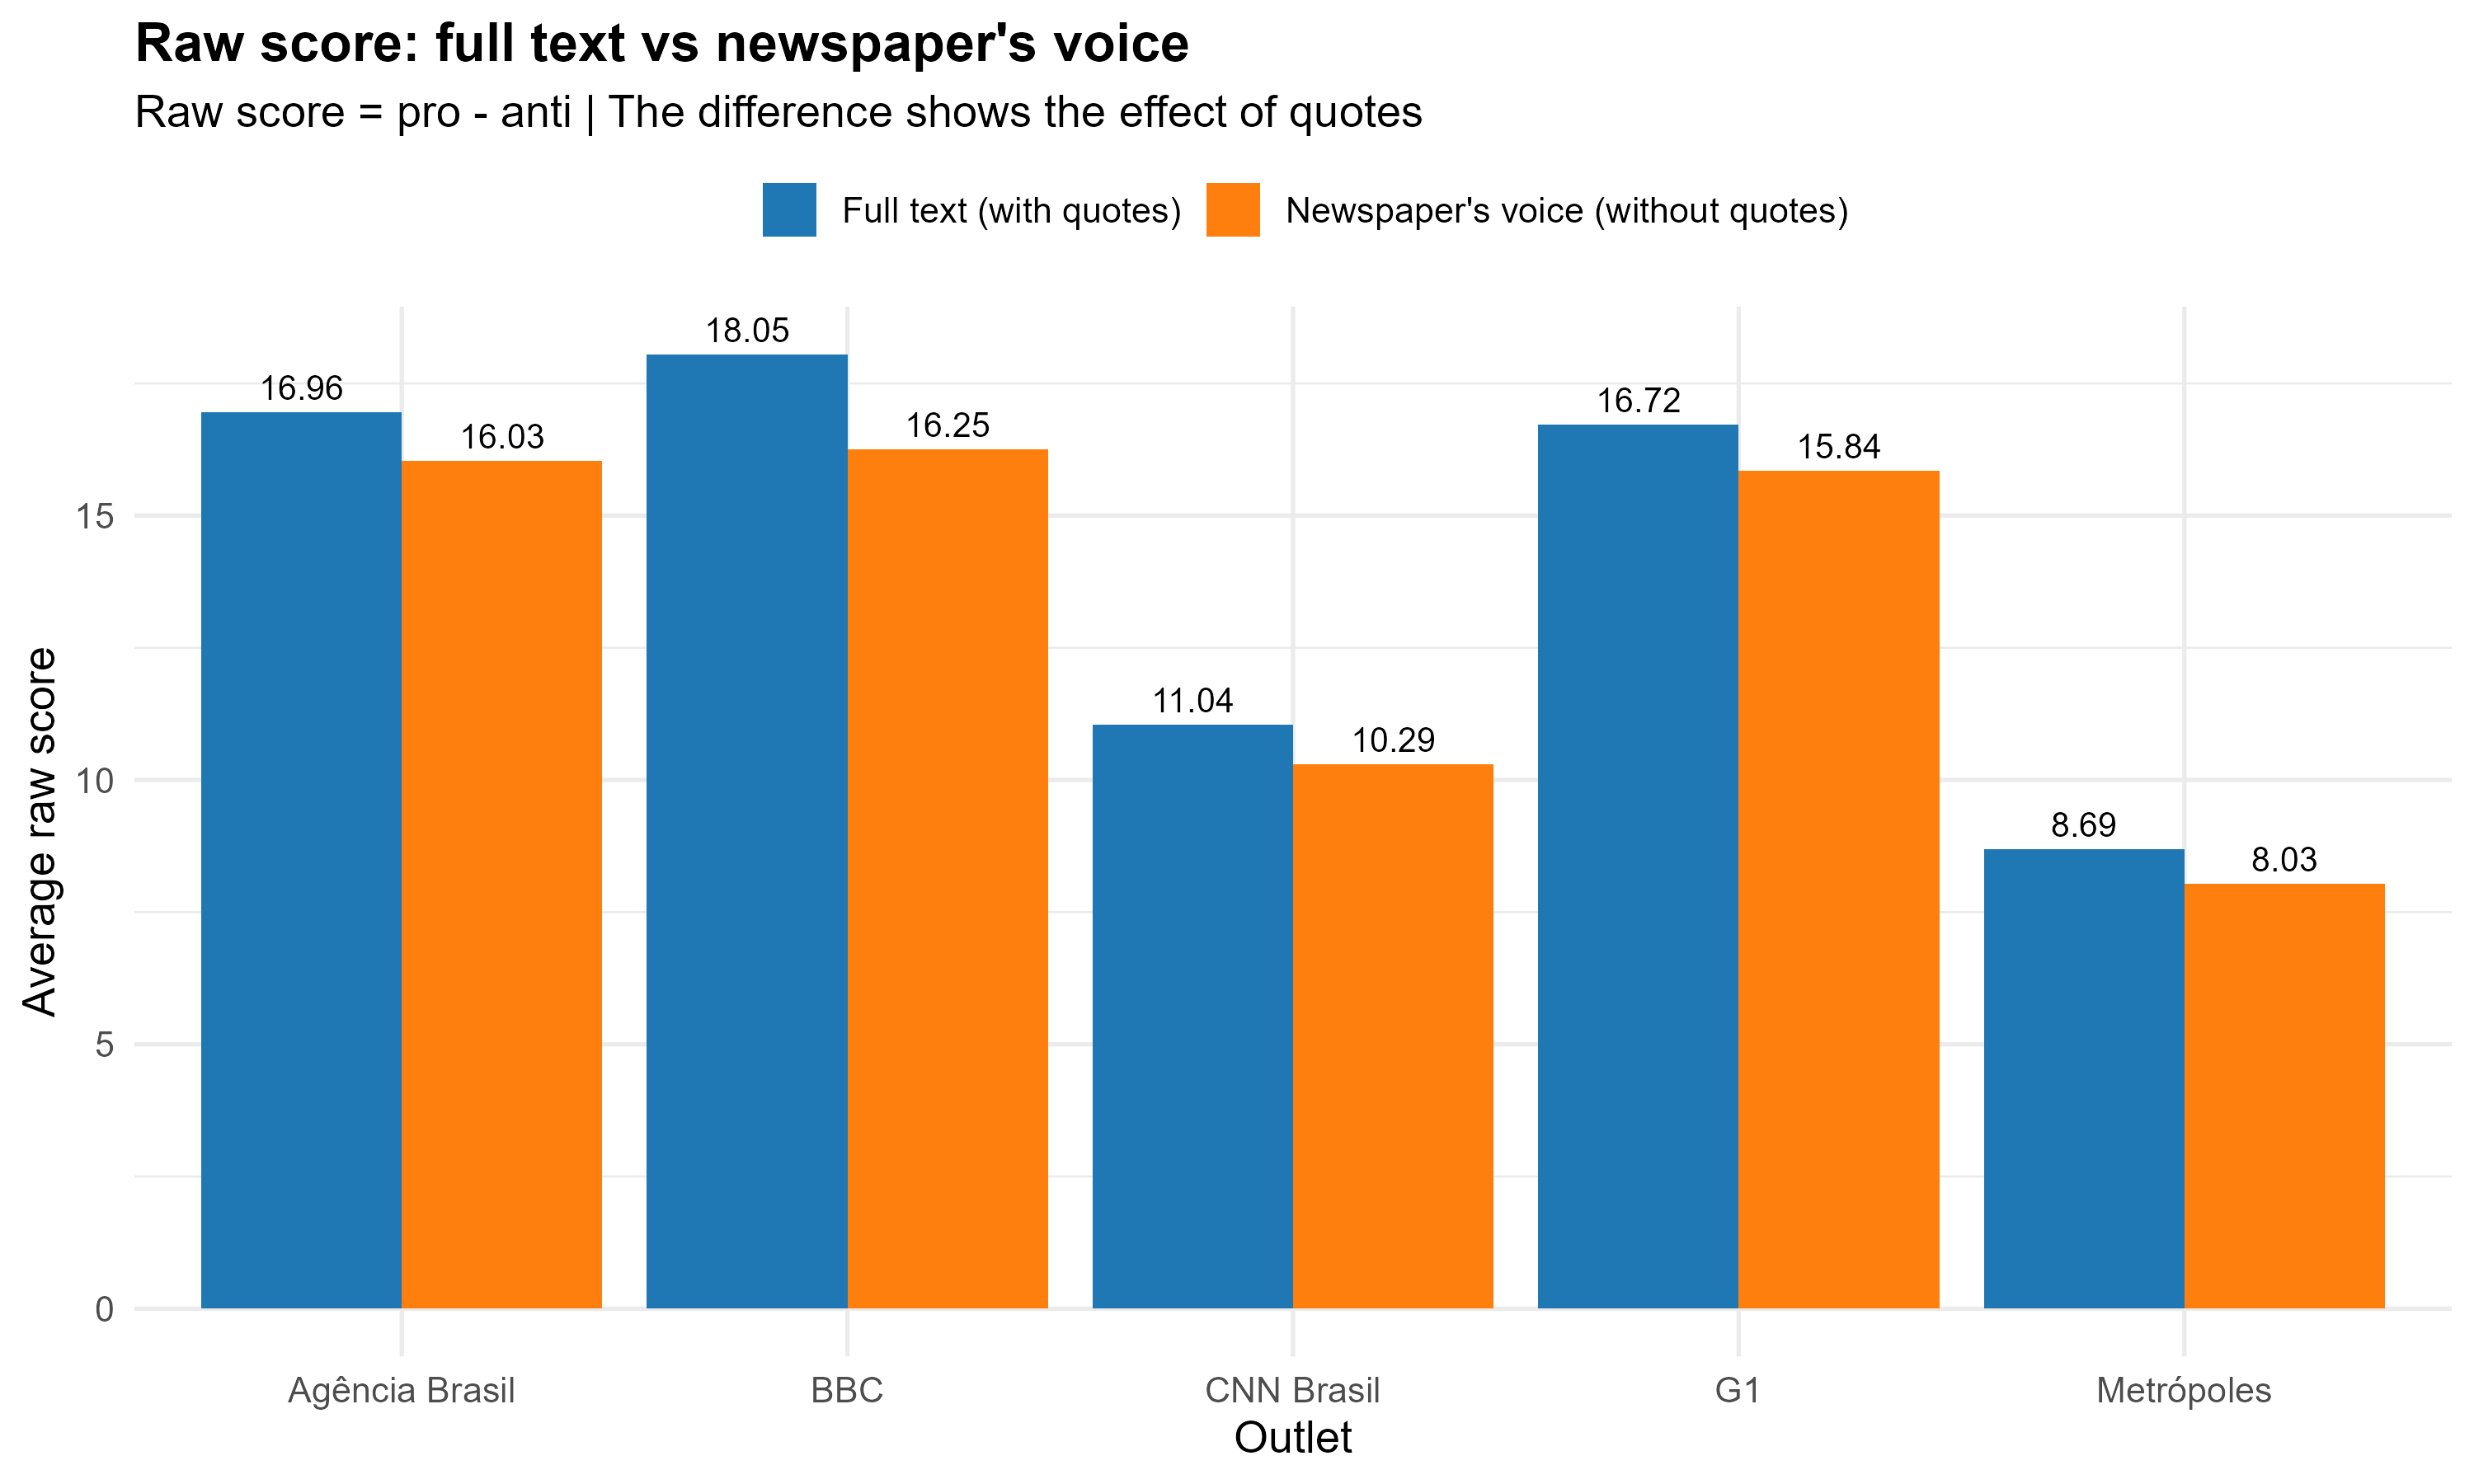 Raw score: full text vs newspaper's voice
Raw score = pro - anti | The difference shows the effect of quotes
Full text (with quotes) Newspaper's voice (without quotes)
18.05
16.96
16.72
16.25
16.03
15.84
15
11.04
10.29
10
8.69
8.03
5
0
Average raw score
Agência Brasil BBC CNN Brasil G1 Metrópoles
Outlet